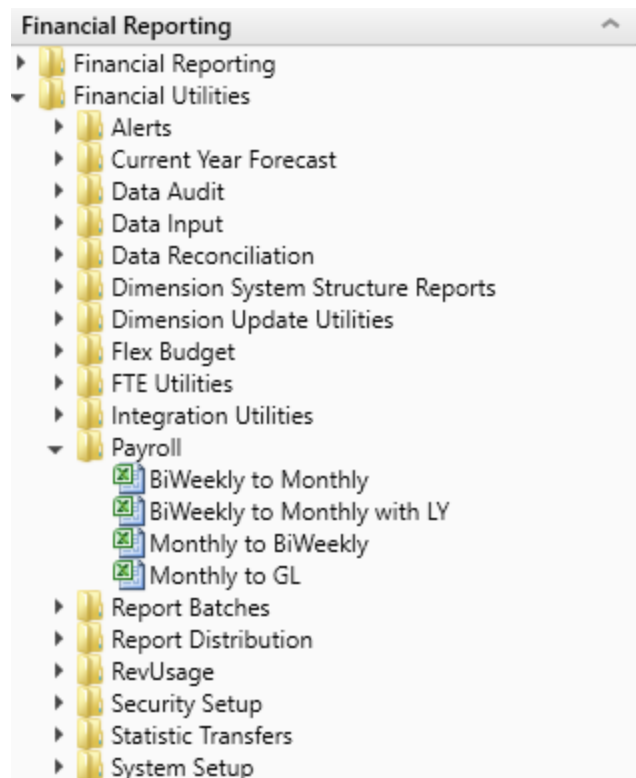 Financial Reporting
Financial Reporting
Financial Utilities
Alerts
Current Year Forecast
Data Audit
Data Input
Data Reconciliation
Dimension System Structure Reports
Dimension Update Utilities
Flex Budget
FTE Utilities
Integration Utilities
Payroll
BiWeekly to Monthly
BiWeekly to Monthly with LY
Monthly to BiWeekly
Monthly to GL
Report Batches
Report Distribution
RevUsage
Security Setup
Statistic Transfers
System Setup